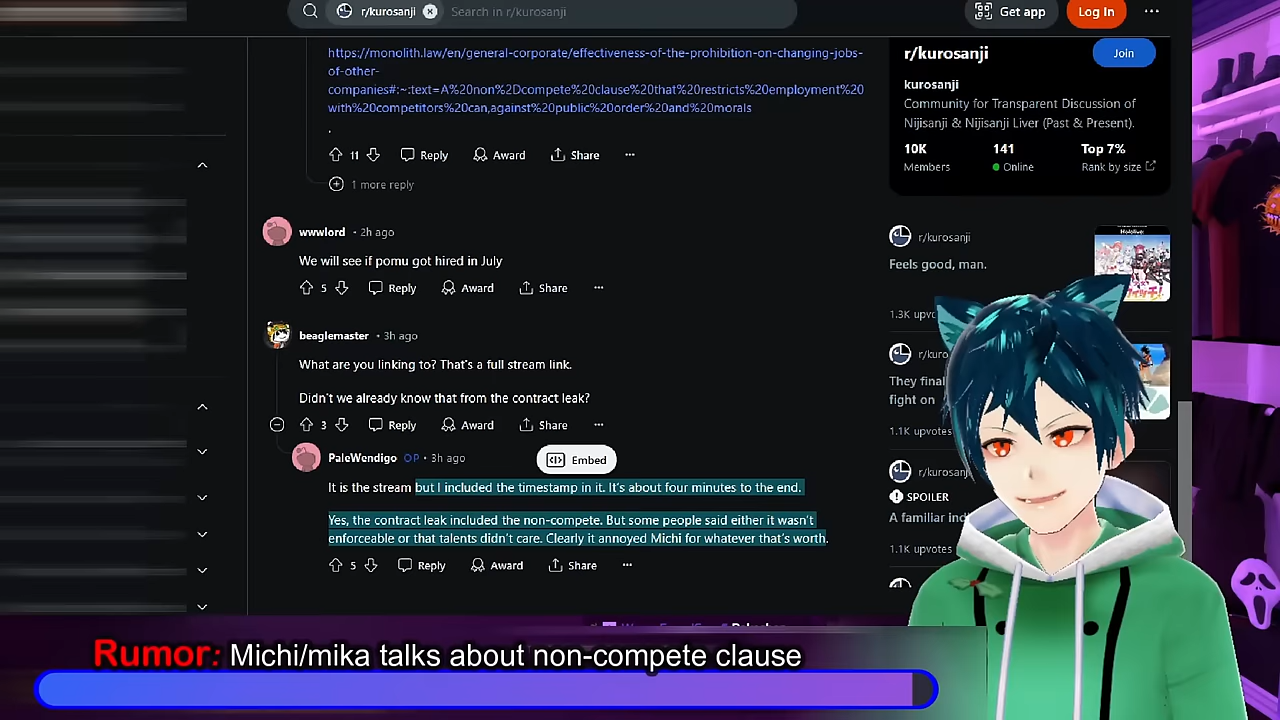 r/kurosanji
Search in r/kurosanji
Get app
Log In
https://monolith.law/en/general-corporate/effectiveness-of-the-prohibition-on-changing-jobs-
of-other-
companies#:~:text=A%20non%2Dcompete%20clause%20that%20restricts%20employment%20
with%20competitors%20can,against%20public%20order%20and%20morals
.
11
Reply
Award
Share
1 more reply
wwwlord • 2h ago
We will see if pomu got hired in July
5
Reply
Award
Share
beaglemaster • 3h ago
What are you linking to? That's a full stream link.
Didn't we already know that from the contract leak?
3
Reply
Award
Share
PaleWendigo OP • 3h ago
Embed
It is the stream but I included the timestamp in it. It's about four minutes to the end.
Yes, the contract leak included the non-compete. But some people said either it wasn't
enforceable or that talents didn't care. Clearly it annoyed Michi for whatever that's worth.
5
Reply
Award
Share
r/kurosanji
Join
kurosanji
Community for Transparent Discussion of
Nijisanji & Nijisanji Liver (Past & Present).
10K
141
Top 7%
Members
Online
Rank by size
r/kurosanji
Feels good, man.
1.3K upvo
r/kuro
They final
fight on
1.1K upvotes
r/kurosanj
SPOILER
A familiar ind
1.1K upvotes
Rumor: Michi/mika talks about non-compete clause